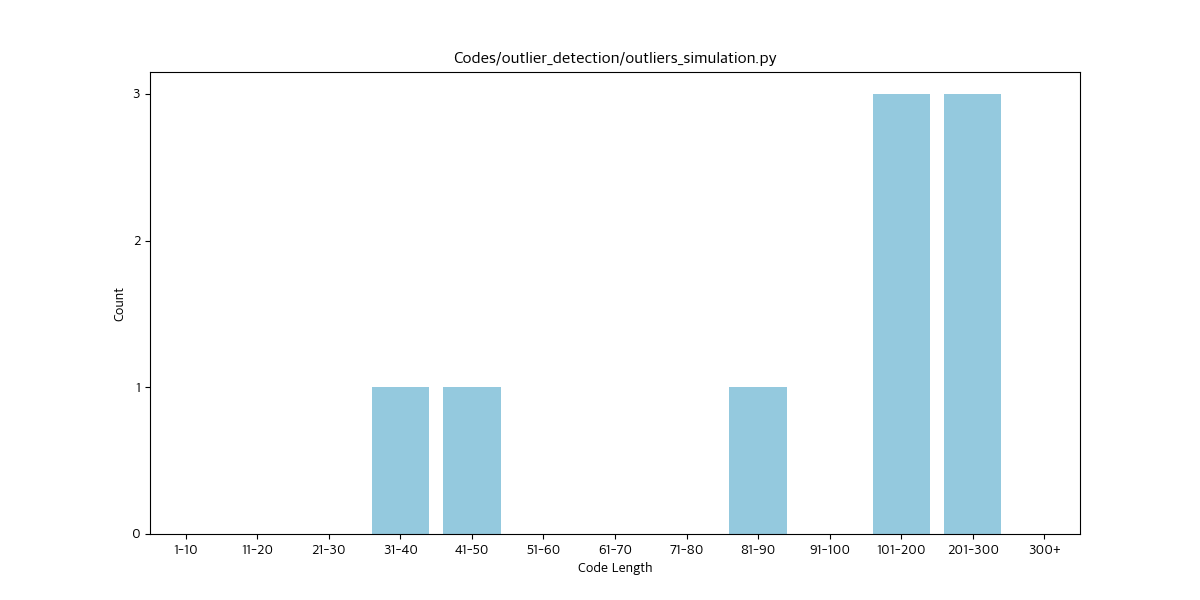 Codes/outlier_detection/outliers_simulation.py
3
2
1
0
Count
1-10 11-20 21-30 31-40 41-50 51-60 61-70 71-80 81-90 91-100 101-200 201-300 300+
Code Length